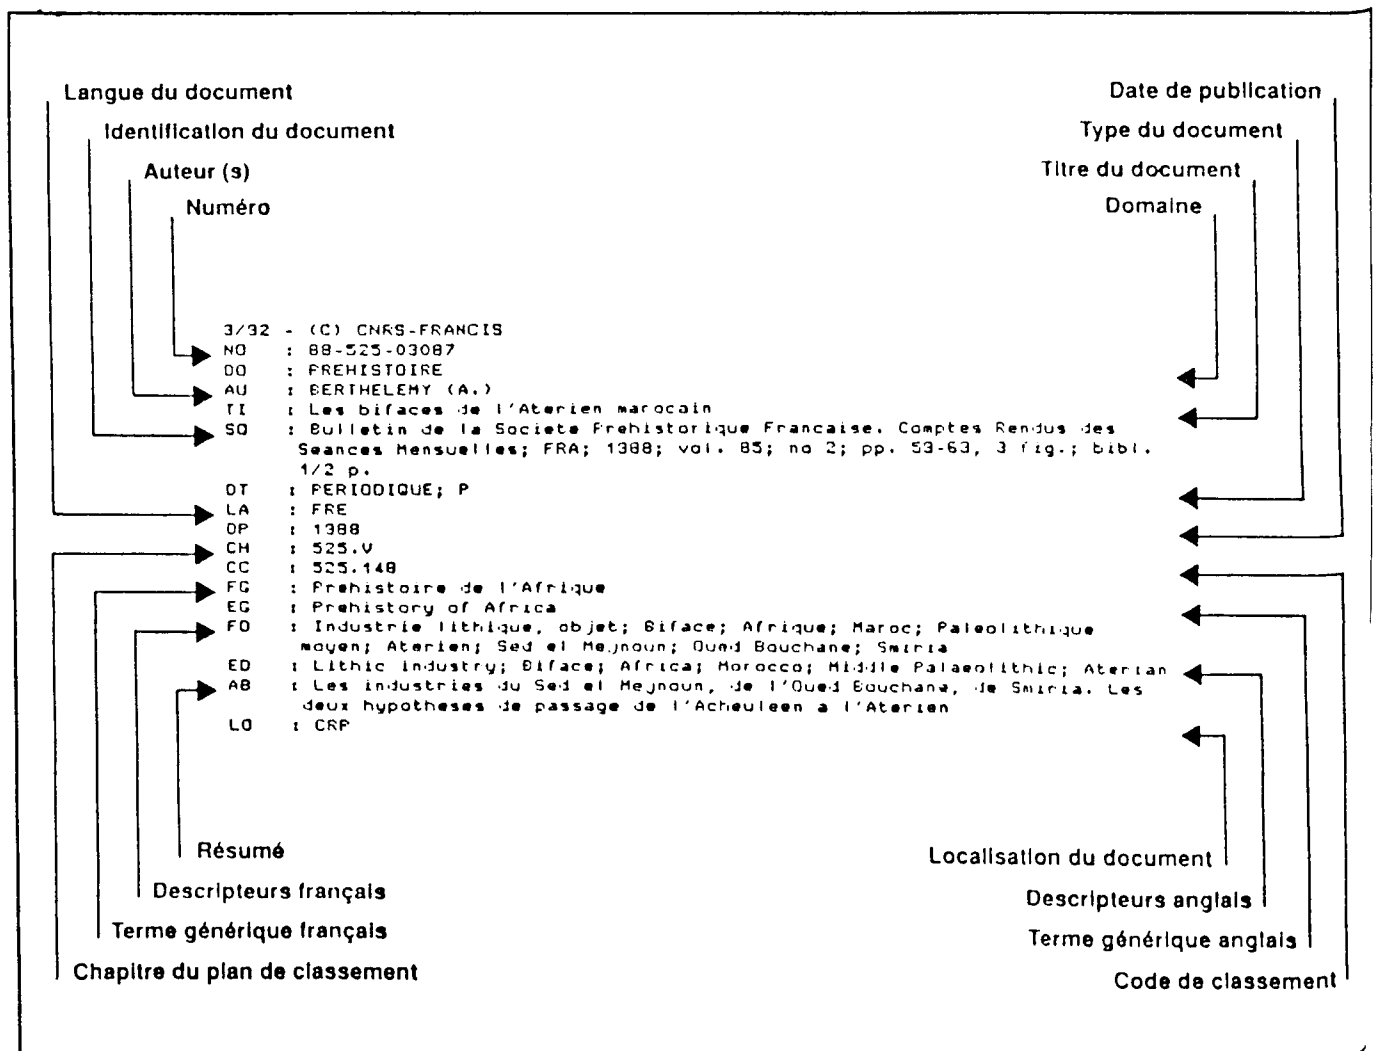 Langue du document
Date de publication
Identification du document
Type du document
Auteur (s)
Titre du document
Numéro
Domaine
3/32 - (C) CNRS-FRANCIS
NO : 88-525-03087
DO : PREHISTOIRE
AU : BERTHELEMY (A.)
TI : Les bifaces de l'Aterien marocain
SO : Bulletin de la Societe Prehistorique Francaise. Comptes Rendus des
Seances Mensuelles; FRA; 1988; vol. 85; no 2; pp. 53-63, 3 fig.; bibl.
1/2 p.
DT : PERIODIQUE; P
LA : FRE
DP : 1988
CH : 525.V
CC : 525.148
FG : Prehistoire de l'Afrique
EG : Prehistory of Africa
FD : Industrie lithique, objet; Biface; Afrique; Maroc; Paleolithique
moyen; Aterien; Sed el Mejnoun; Oued Bouchane; Smiria
ED : Lithic industry; Biface; Africa; Morocco; Middle Palaeolithic; Aterian
AB : Les industries du Sed el Mejnoun, de l'Oued Bouchana, de Smiria. Les
deux hypotheses de passage de l'Acheuleen a l'Aterien
LO : CRP
Résumé
Localisation du document
Descripteurs français
Descripteurs anglais
Terme générique français
Terme générique anglais
Chapitre du plan de classement
Code de classement